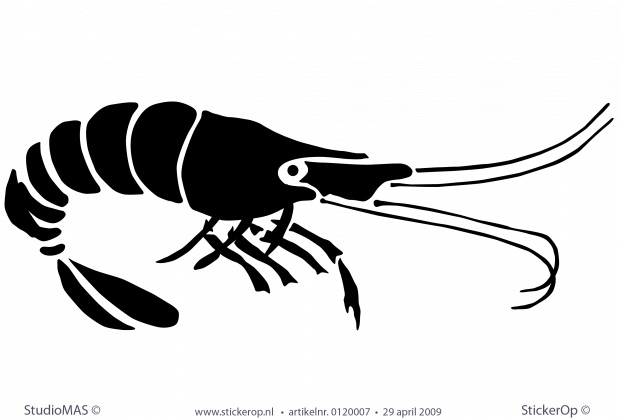 StudioMAS © www.stickerop.nl • artikelnr. 0120007 • 29 april 2009 StickerOp ©